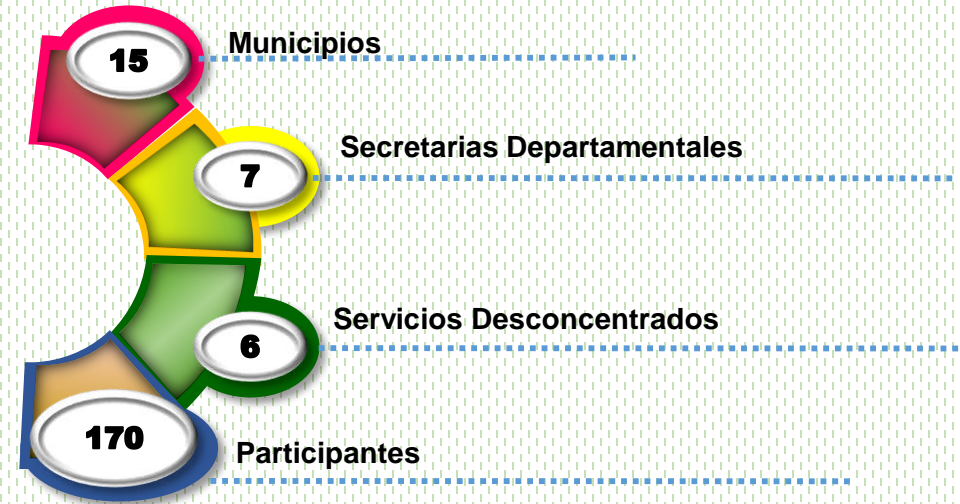 15
Municipios
7
Secretarias Departamentales
6
Servicios Desconcentrados
170
Participantes